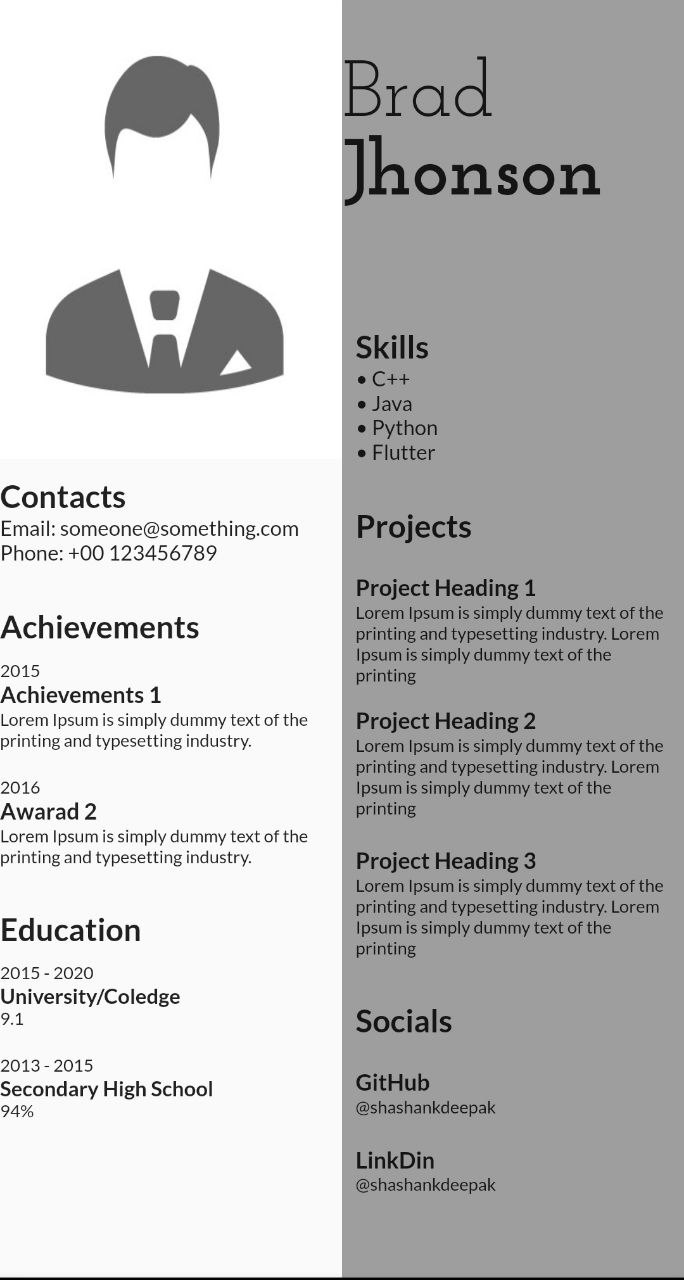 Brad
Jhonson
Contacts
Email: someone@something.com
Phone: +00 123456789
Achievements
2015
Achievements 1
Lorem Ipsum is simply dummy text of the
printing and typesetting industry.
2016
Awarad 2
Lorem Ipsum is simply dummy text of the
printing and typesetting industry.
Education
2015 - 2020
University/Coledge
9.1
2013 - 2015
Secondary High School
94%
Skills
• C++
• Java
• Python
• Flutter
Projects
Project Heading 1
Lorem Ipsum is simply dummy text of the
printing and typesetting industry. Lorem
Ipsum is simply dummy text of the
printing
Project Heading 2
Lorem Ipsum is simply dummy text of the
printing and typesetting industry. Lorem
Ipsum is simply dummy text of the
printing
Project Heading 3
Lorem Ipsum is simply dummy text of the
printing and typesetting industry. Lorem
Ipsum is simply dummy text of the
printing
Socials
GitHub
@shashankdeepak
LinkDin
@shashankdeepak